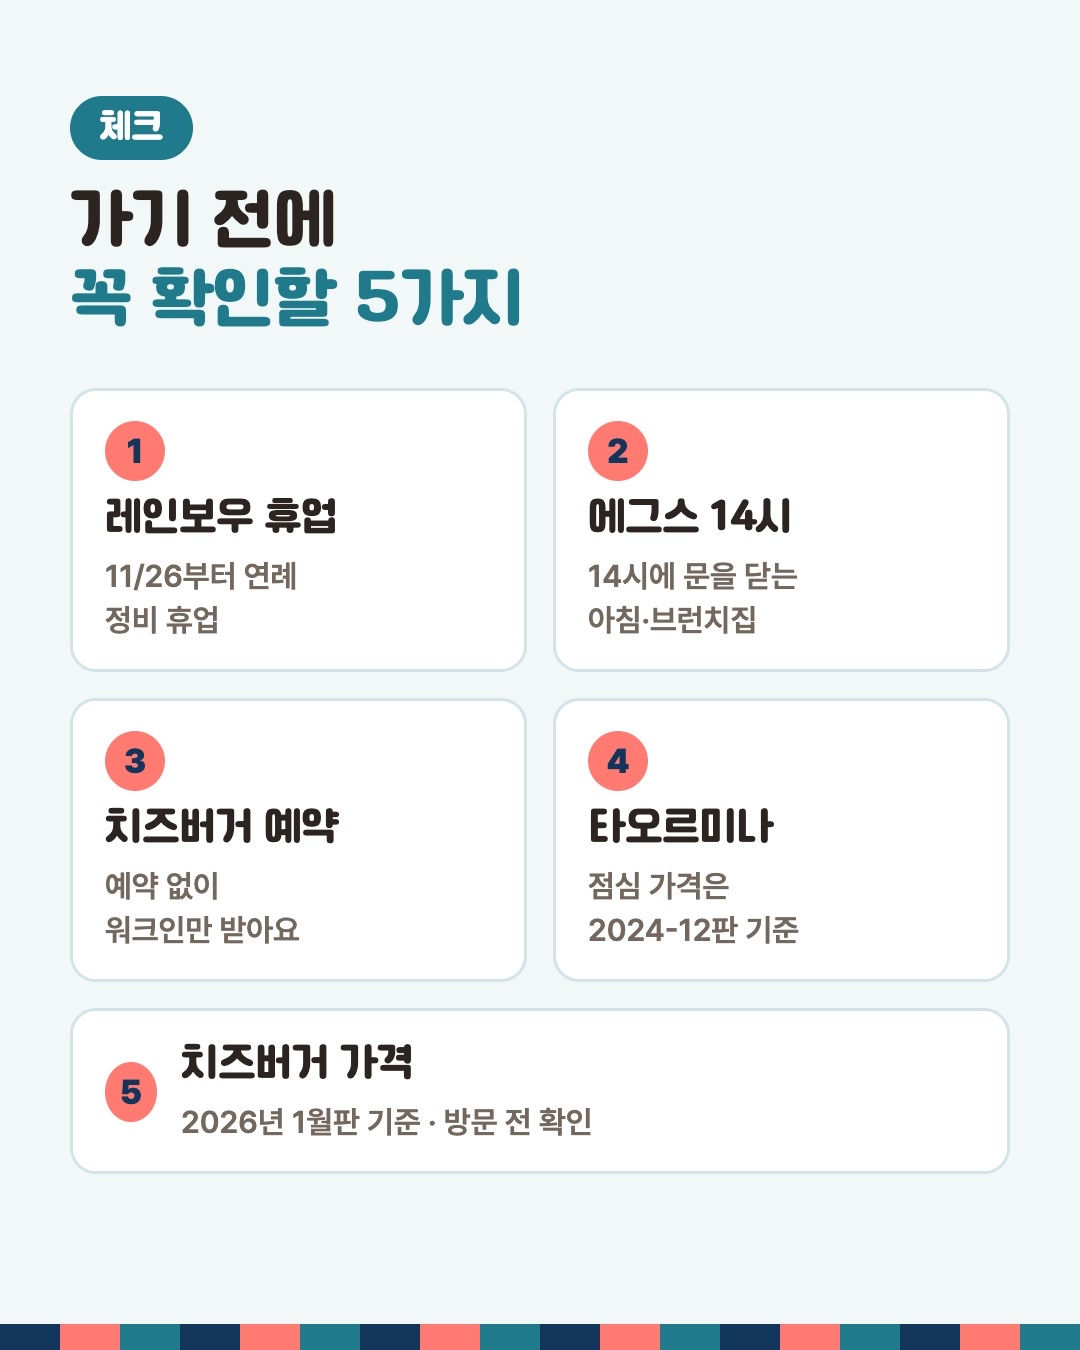 체크
가기 전에
꼭 확인할 5가지
1
레인보우 휴업
11/26부터 연례
정비 휴업
2
에그스 14시
14시에 문을 닫는
아침·브런치집
3
치즈버거 예약
예약 없이
워크인만 받아요
4
타오르미나
점심 가격은
2024-12판 기준
5
치즈버거 가격
2026년 1월판 기준 · 방문 전 확인